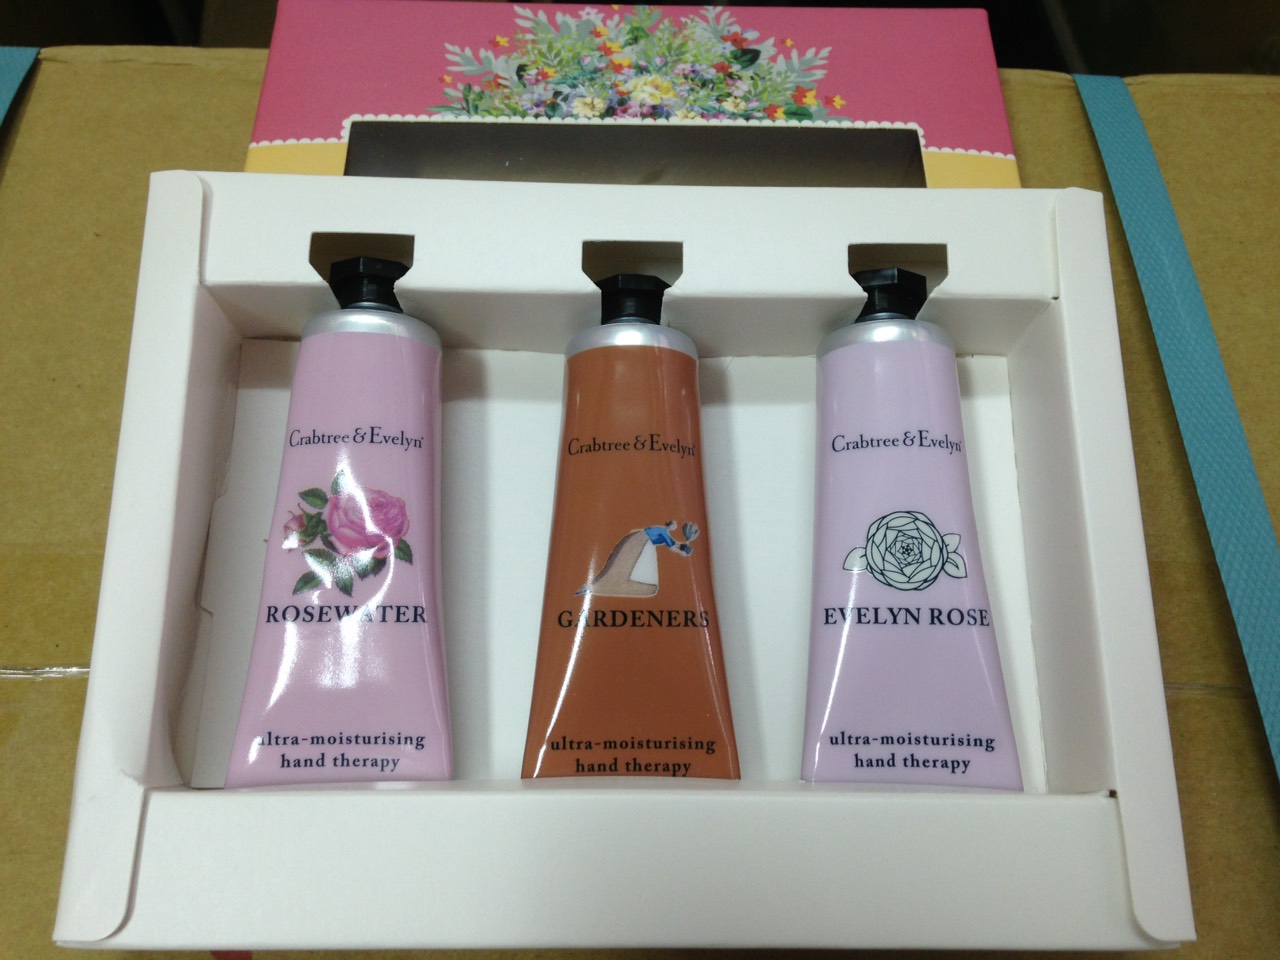 Crabtree & Evelyn®
ROSEWATER
ultra-moisturising
hand therapy
Crabtree & Evelyn®
GARDENERS
ultra-moisturising
hand therapy
Crabtree & Evelyn®
EVELYN ROSE
ultra-moisturising
hand therapy